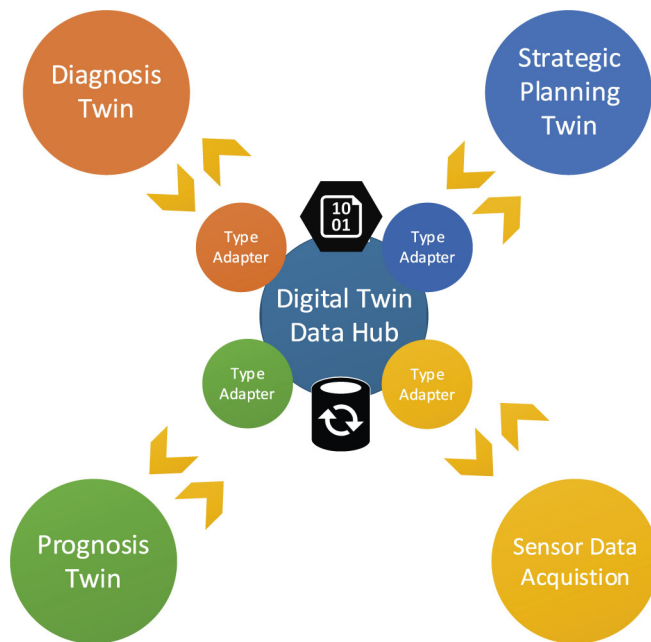 Diagnosis
Twin
Strategic
Planning
Twin
10
01
Type
Adapter
Type
Adapter
Digital Twin
Data Hub
Type
Adapter
Type
Adapter
Prognosis
Twin
Sensor Data
Acquistion